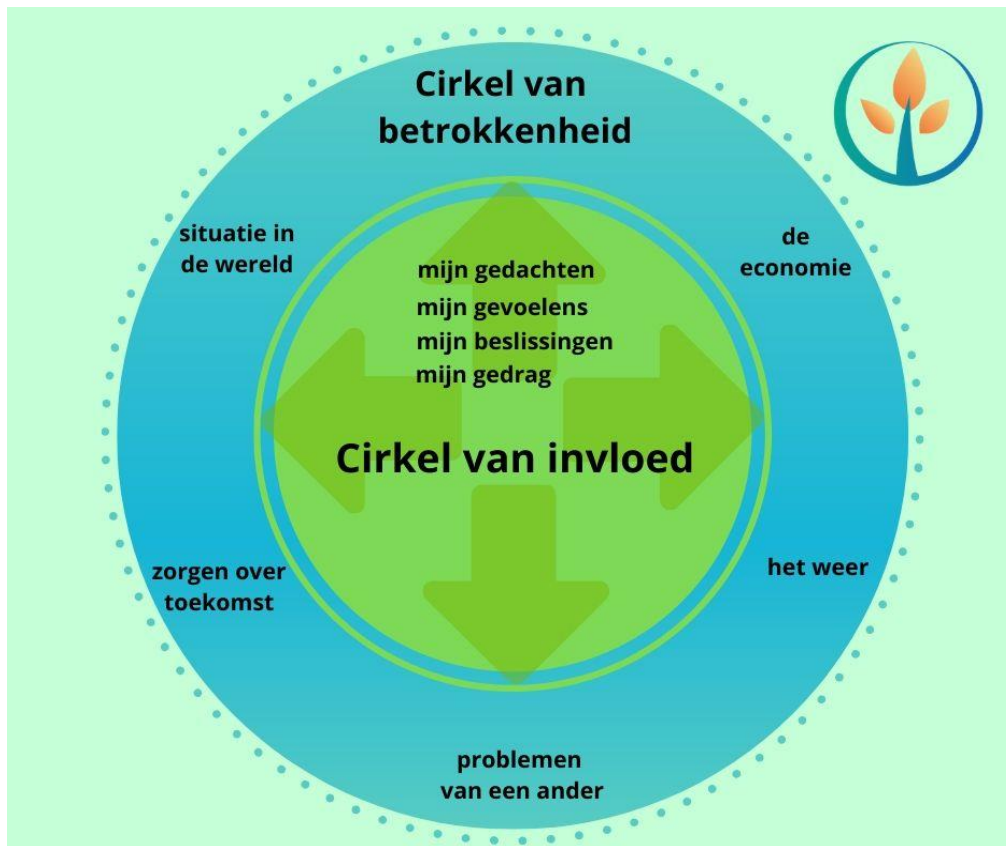 Cirkel van
betrokkenheid
situatie in
de wereld
de
economie
mijn gedachten
mijn gevoelens
mijn beslissingen
mijn gedrag
Cirkel van invloed
zorgen over
toekomst
het weer
problemen
van een ander